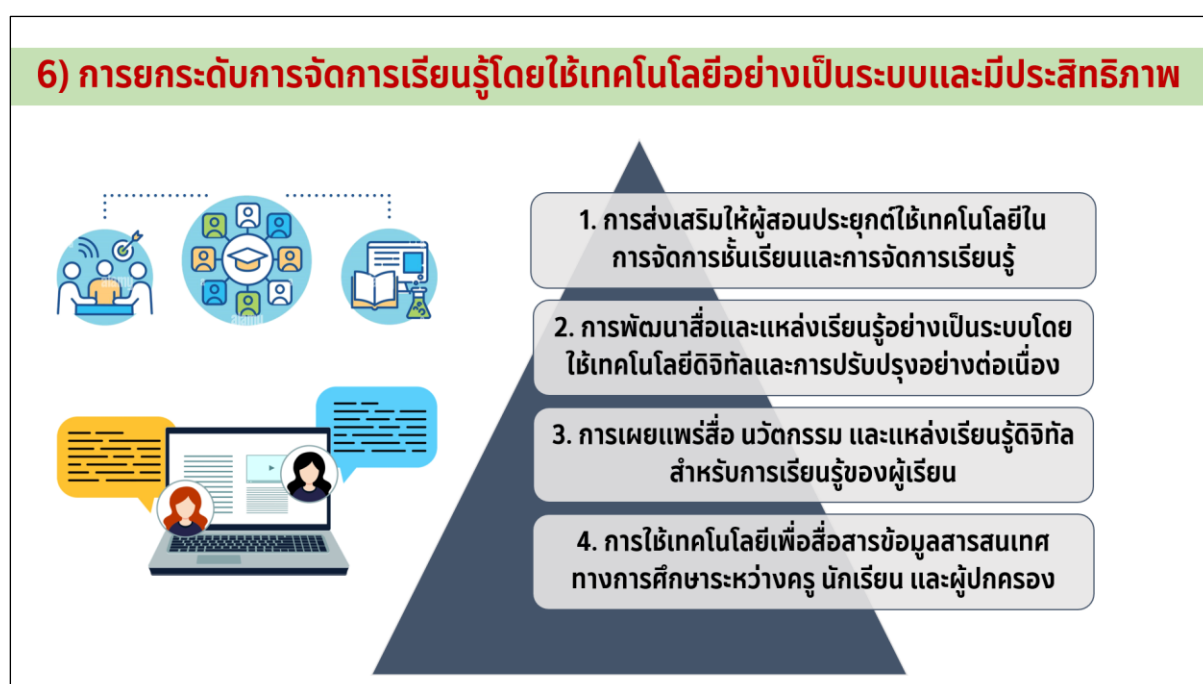 6) การยกระดับการจัดการเรียนรู้โดยใช้เทคโนโลยีอย่างเป็นระบบและมีประสิทธิภาพ
1. การส่งเสริมให้ผู้สอนประยุกต์ใช้เทคโนโลยีใน
การจัดการชั้นเรียนและการจัดการเรียนรู้
2. การพัฒนาสื่อและแหล่งเรียนรู้อย่างเป็นระบบโดย
ใช้เทคโนโลยีดิจิทัลและการปรับปรุงอย่างต่อเนื่อง
3. การเผยแพร่สื่อ นวัตกรรม และแหล่งเรียนรู้ดิจิทัล
สำหรับการเรียนรู้ของผู้เรียน
4. การใช้เทคโนโลยีเพื่อสื่อสารข้อมูลสารสนเทศ
ทางการศึกษาระหว่างครู นักเรียน และผู้ปกครอง
alamy
alamy